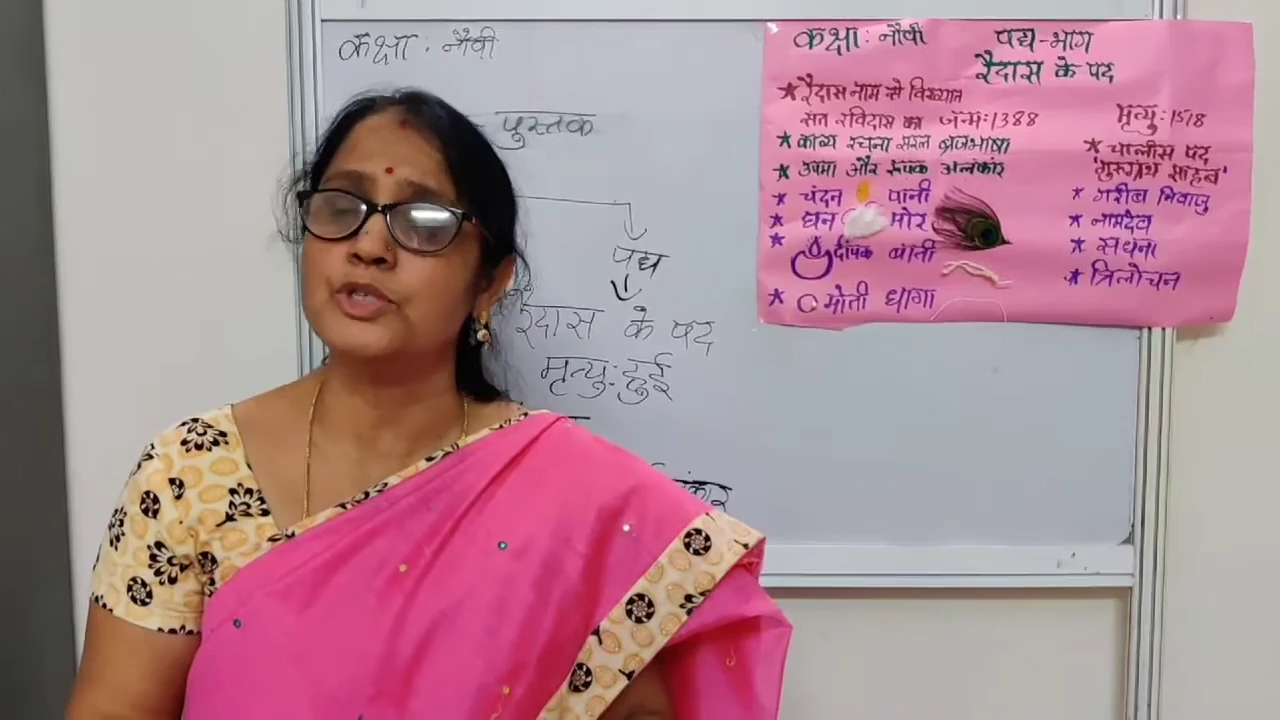 कक्षा: नौवी
पुस्तक
पद्य
रैदास के पद
मृत्यु: हुई
कक्षा: नौवी पद्य-भाग
रैदास के पद
★ रैदास नाम से विख्यात
संत रविदास का जन्म: 1388 मृत्यु: 1518
★ काव्य रचना सरल ब्रजभाषा
★ उपमा और रूपक अलंकार
★ चंदन पानी
★ घन मोर
★ दीपक बाती
★ मोती धागा
★ चालीस पद
'गुरुग्रंथ साहब'
★ गरीब निवाजु
★ नामदेव
★ सधना
★ त्रिलोचन